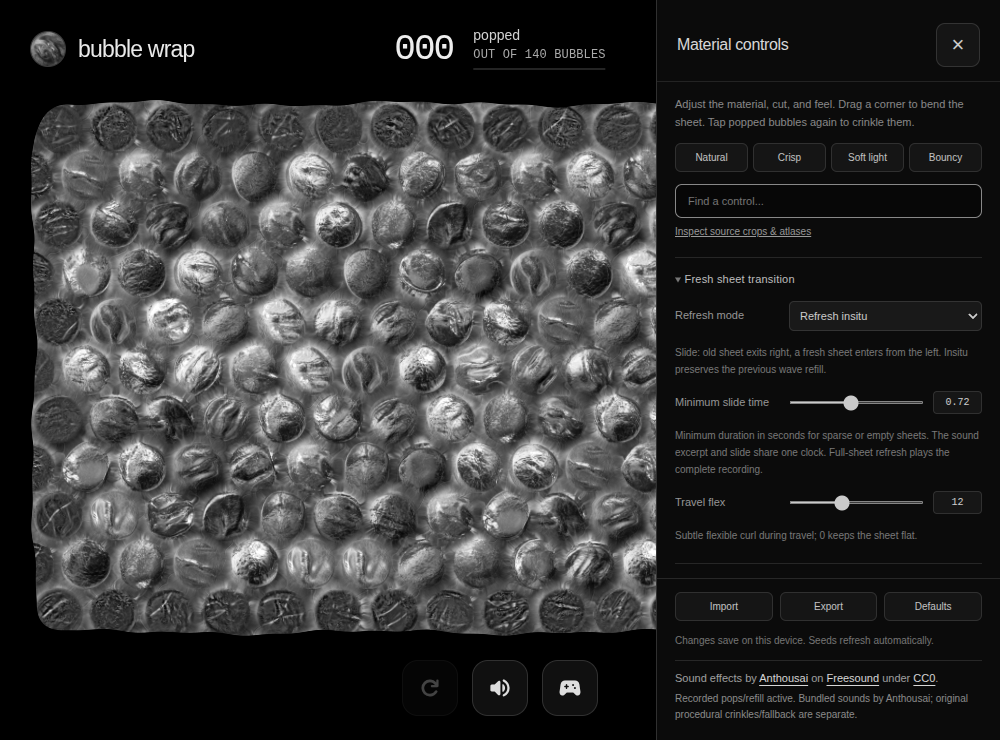 bubble wrap
000
popped
OUT OF 140 BUBBLES
Material controls
Adjust the material, cut, and feel. Drag a corner to bend the
sheet. Tap popped bubbles again to crinkle them.
Natural
Crisp
Soft light
Bouncy
Find a control...
Inspect source crops & atlases
Fresh sheet transition
Refresh mode
Refresh insitu
Slide: old sheet exits right, a fresh sheet enters from the left. Insitu
preserves the previous wave refill.
Minimum slide time
0.72
Minimum duration in seconds for sparse or empty sheets. The sound
excerpt and slide share one clock. Full-sheet refresh plays the
complete recording.
Travel flex
12
Subtle flexible curl during travel; 0 keeps the sheet flat.
Import
Export
Defaults
Changes save on this device. Seeds refresh automatically.
Sound effects by Anthousai on Freesound under CC0.
Recorded pops/refill active. Bundled sounds by Anthousai; original
procedural crinkles/fallback are separate.